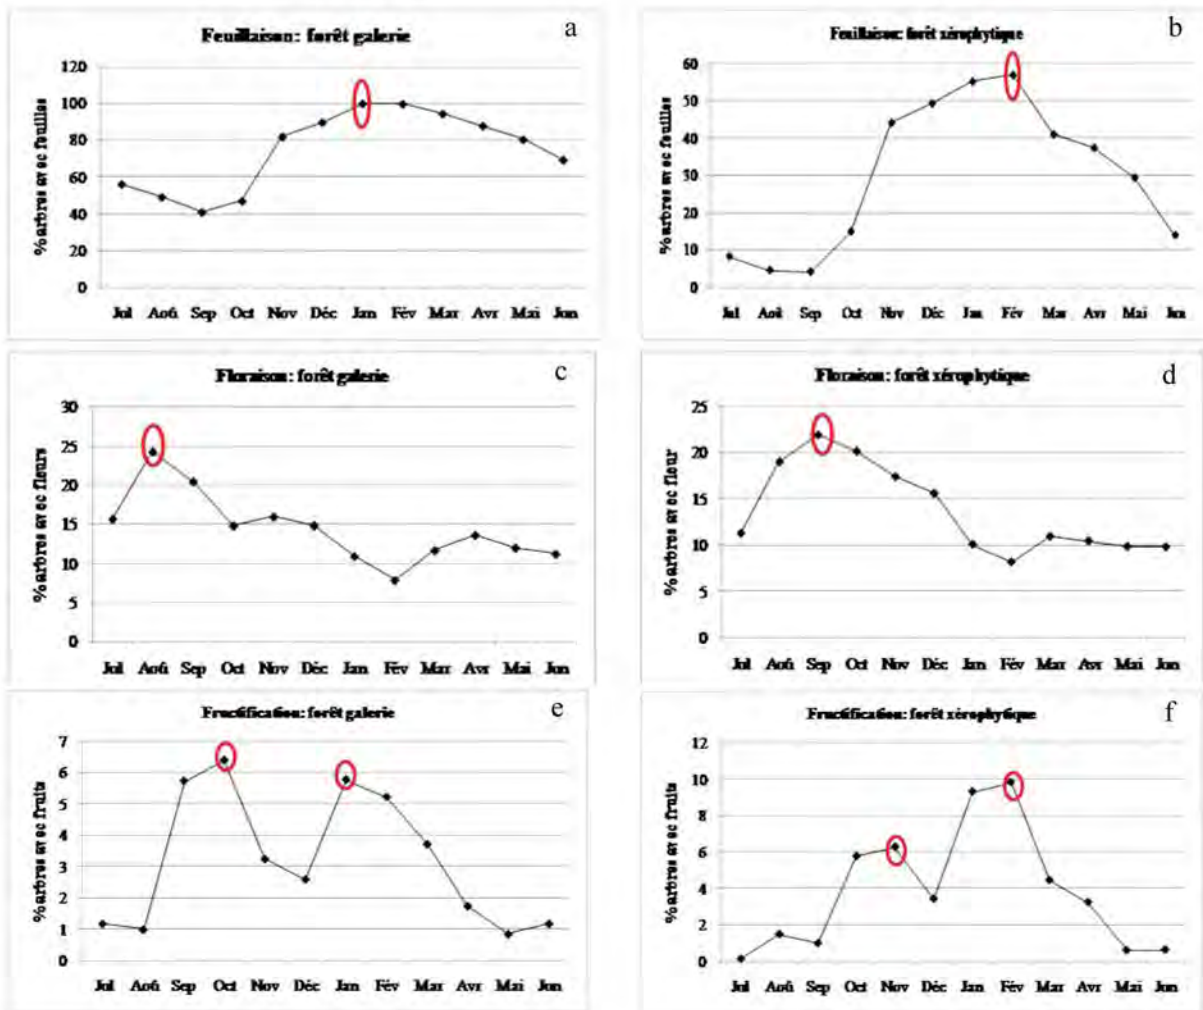 Feuillaison: forêt galerie
a
% arbres avec feuilles
120
100
80
60
40
20
0
Jul Aoû Sep Oct Nov Déc Jan Fév Mar Avr Mai Jun
Feuillaison: forêt xérophytique
b
% arbres avec feuilles
60
50
40
30
20
10
0
Jul Aoû Sep Oct Nov Déc Jan Fév Mar Avr Mai Jun
Floraison: forêt galerie
c
% arbres avec fleurs
30
25
20
15
10
5
0
Jul Aoû Sep Oct Nov Déc Jan Fév Mar Avr Mai Jun
Floraison: forêt xérophytique
d
% arbres avec fleur
25
20
15
10
5
0
Jul Aoû Sep Oct Nov Déc Jan Fév Mar Avr Mai Jun
Fructification: forêt galerie
e
% arbres avec fruits
7
6
5
4
3
2
1
0
Jul Aoû Sep Oct Nov Déc Jan Fév Mar Avr Mai Jun
Fructification: forêt xérophytique
f
% arbres avec fruits
12
10
8
6
4
2
0
Jul Aoû Sep Oct Nov Déc Jan Fév Mar Avr Mai Jun